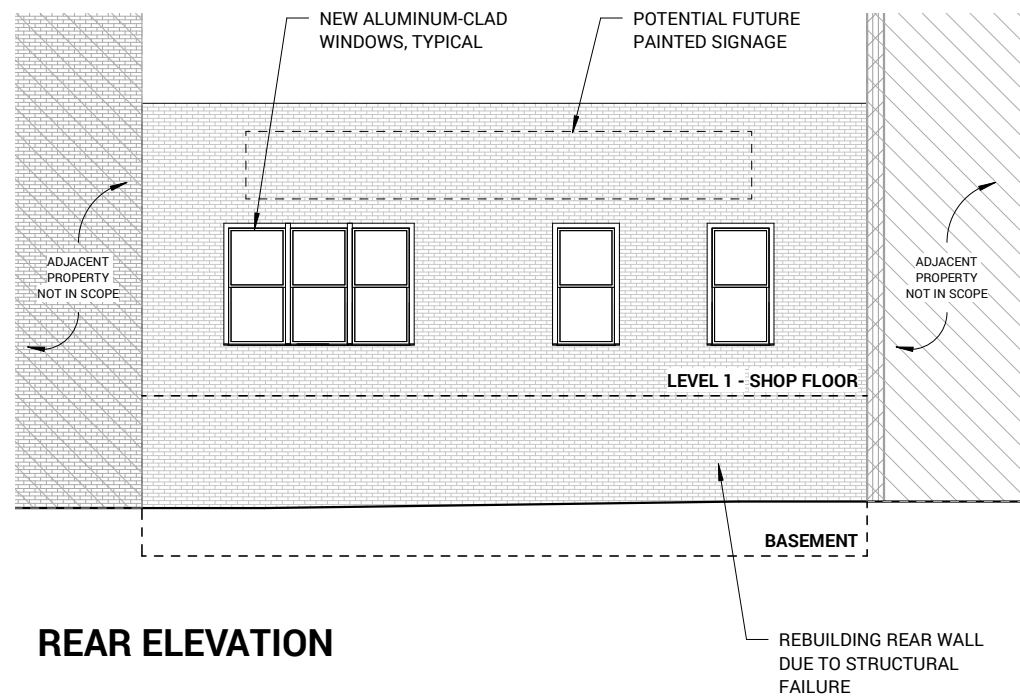 NEW ALUMINUM-CLAD
WINDOWS, TYPICAL
POTENTIAL FUTURE
PAINTED SIGNAGE
ADJACENT
PROPERTY
NOT IN SCOPE
ADJACENT
PROPERTY
NOT IN SCOPE
LEVEL 1 - SHOP FLOOR
BASEMENT
REAR ELEVATION
REBUILDING REAR WALL
DUE TO STRUCTURAL
FAILURE